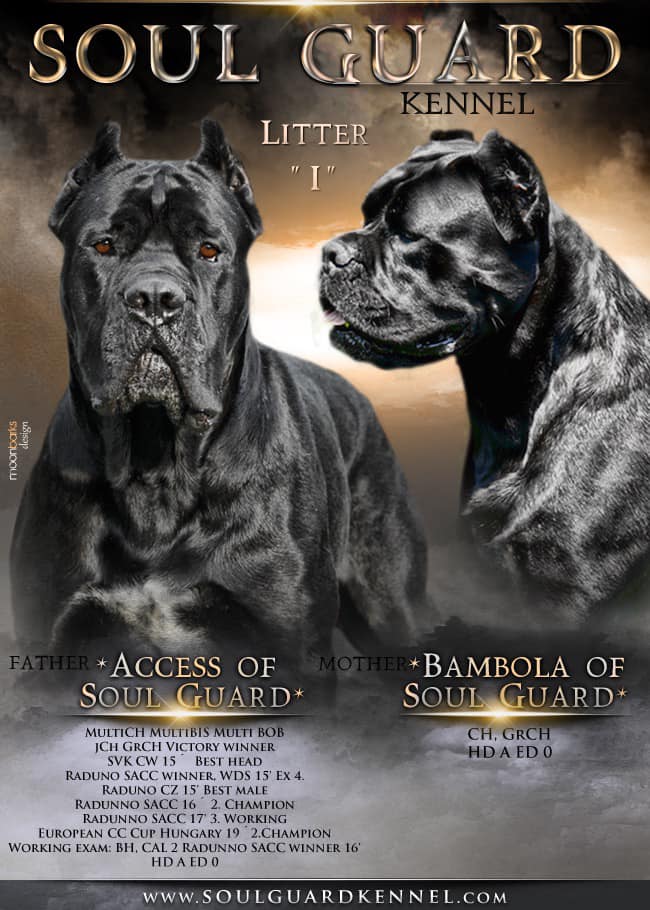 SOUL GUARD
KENNEL
LITTER
" I "
moonbarks
design
FATHER *ACCESS OF
SOUL GUARD*
MOTHER *BAMBOLA OF
SOUL GUARD*
MULTICH MULTIBIS MULTI BOB
JCH GRCH VICTORY WINNER
SVK CW 15 ´ BEST HEAD
RADUNO SACC WINNER, WDS 15' EX 4.
RADUNO CZ 15' BEST MALE
RADUNNO SACC 16 ´ 2. CHAMPION
RADUNNO SACC 17' 3. WORKING
EUROPEAN CC CUP HUNGARY 19 ´2.CHAMPION
WORKING EXAM: BH, CAL 2 RADUNNO SACC WINNER 16'
HD A ED 0
CH, GRCH
HD A ED 0
WWW.SOULGUARDKENNEL.COM